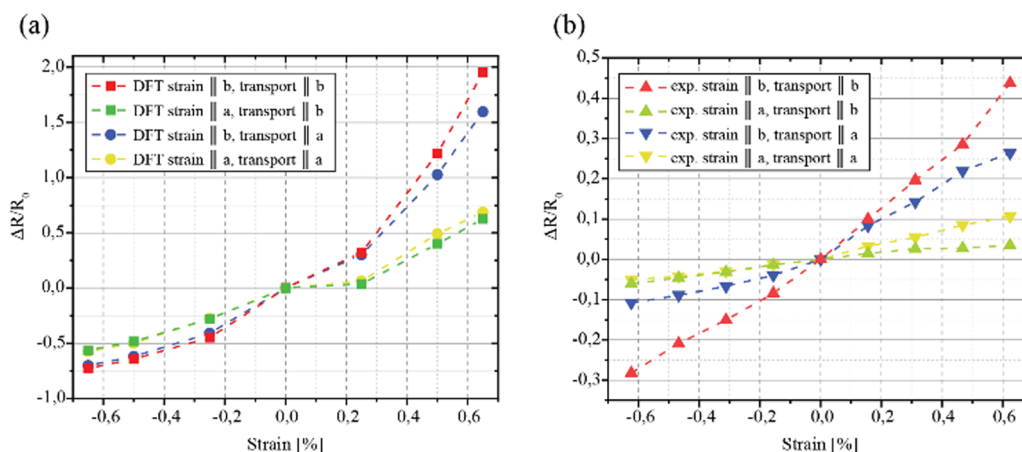 (a)
2,0
1,5
1,0
0,5
0,0
-0,5
-1,0
ΔR/R0
DFT strain ∥ b, transport ∥ b
DFT strain ∥ a, transport ∥ b
DFT strain ∥ b, transport ∥ a
DFT strain ∥ a, transport ∥ a
-0,6 -0,4 -0,2 0,0 0,2 0,4 0,6
Strain [%]
(b)
0,5
0,4
0,3
0,2
0,1
0,0
-0,1
-0,2
-0,3
ΔR/R0
exp. strain ∥ b, transport ∥ b
exp. strain ∥ a, transport ∥ b
exp. strain ∥ b, transport ∥ a
exp. strain ∥ a, transport ∥ a
-0,6 -0,4 -0,2 0,0 0,2 0,4 0,6
Strain [%]